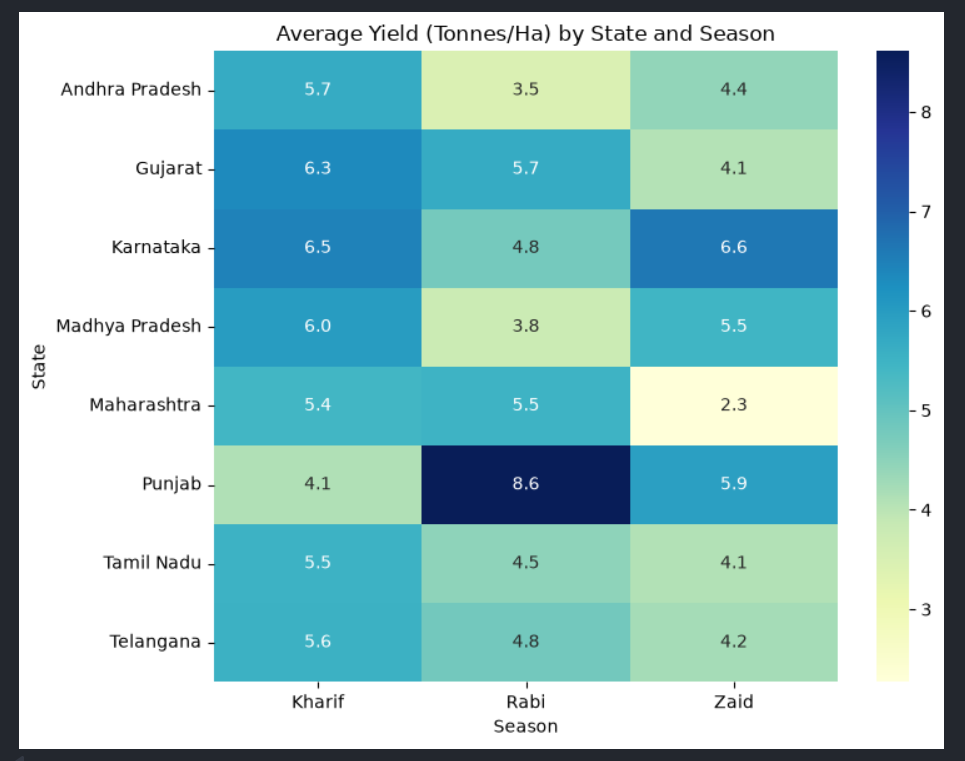 Average Yield (Tonnes/Ha) by State and Season
Andhra Pradesh 5.7 3.5 4.4
Gujarat 6.3 5.7 4.1
Karnataka 6.5 4.8 6.6
Madhya Pradesh 6.0 3.8 5.5
Maharashtra 5.4 5.5 2.3
Punjab 4.1 8.6 5.9
Tamil Nadu 5.5 4.5 4.1
Telangana 5.6 4.8 4.2
Kharif Rabi Zaid
Season
State
8
7
6
5
4
3